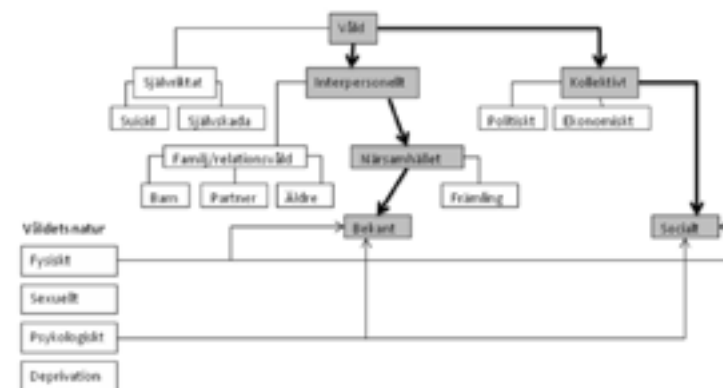 Våld
Självriktat
Interpersonellt
Kollektivt
Suicid
Självskada
Politiskt
Ekonomiskt
Familj/relationsvåld
Närsamhället
Barn
Partner
Äldre
Främling
Våldets natur
Bekant
Socialt
Fysiskt
Sexuellt
Psykologiskt
Deprivation